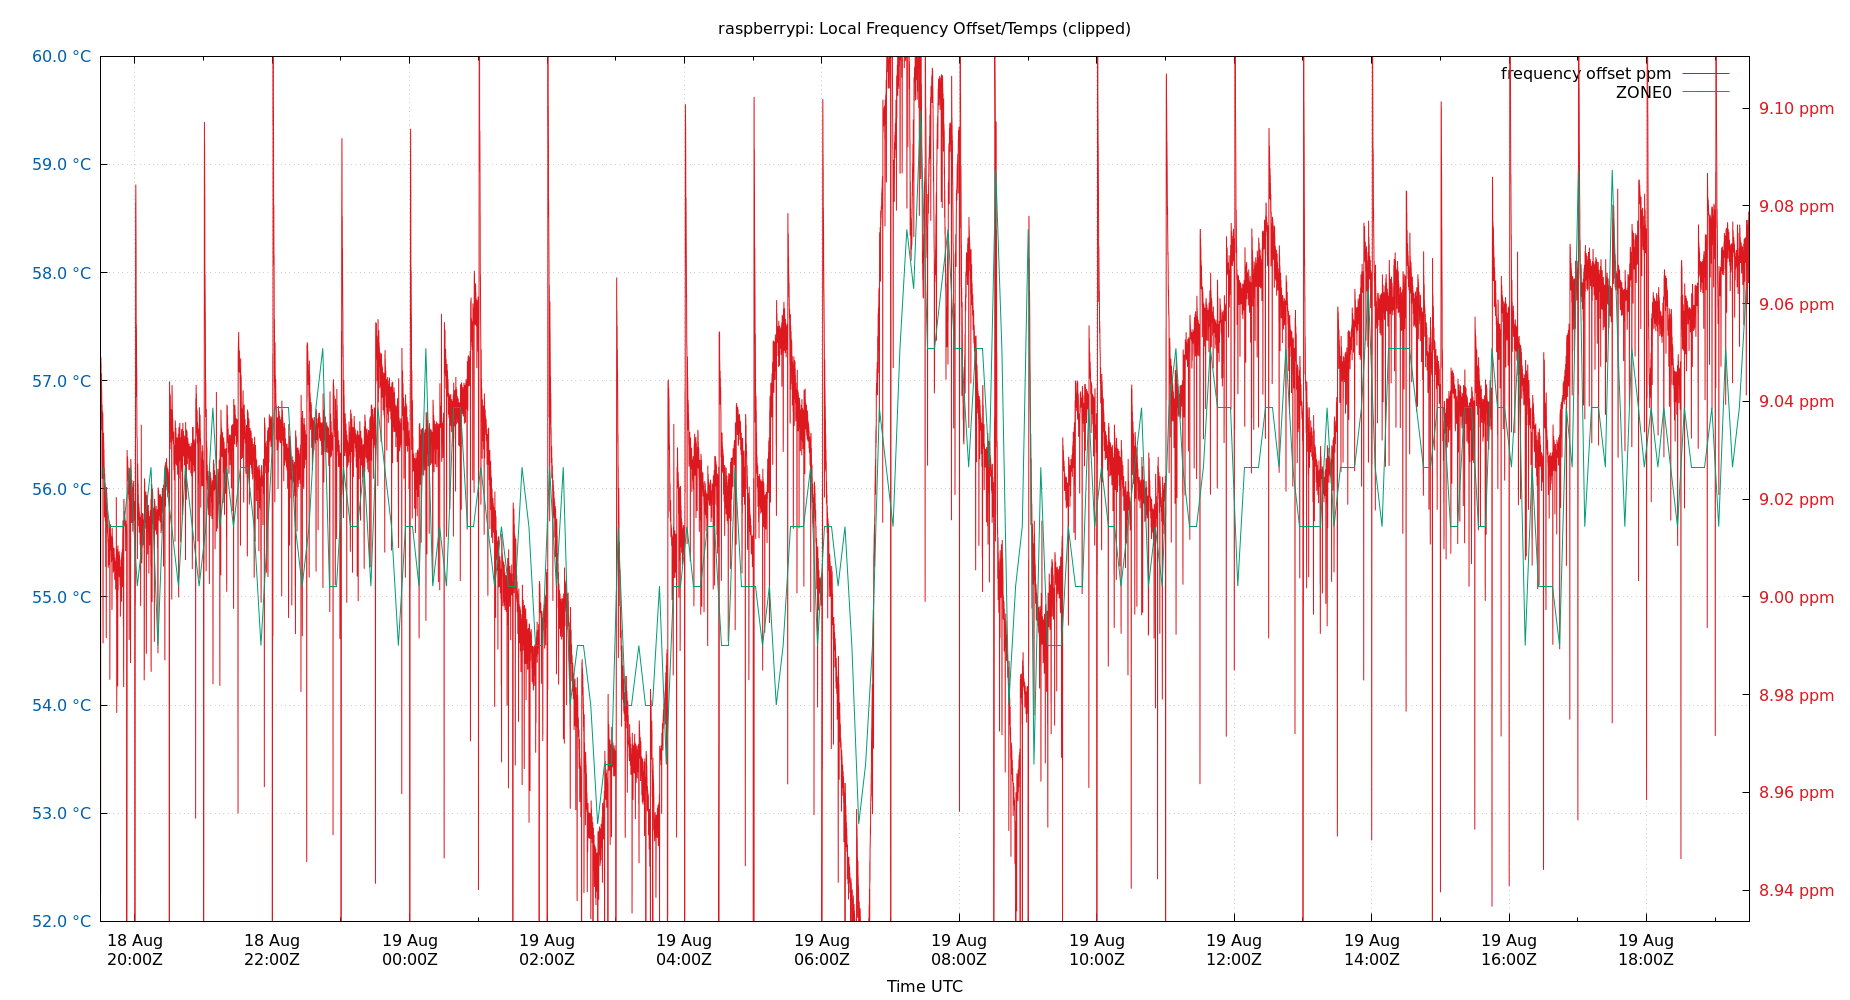 raspberrypi: Local Frequency Offset/Temps (clipped)
60.0 °C
59.0 °C
58.0 °C
57.0 °C
56.0 °C
55.0 °C
54.0 °C
53.0 °C
52.0 °C
frequency offset ppm
ZONE0
9.10 ppm
9.08 ppm
9.06 ppm
9.04 ppm
9.02 ppm
9.00 ppm
8.98 ppm
8.96 ppm
8.94 ppm
18 Aug 18 Aug 19 Aug 19 Aug 19 Aug 19 Aug 19 Aug 19 Aug 19 Aug 19 Aug 19 Aug 19 Aug
20:00Z 22:00Z 00:00Z 02:00Z 04:00Z 06:00Z 08:00Z 10:00Z 12:00Z 14:00Z 16:00Z 18:00Z
Time UTC